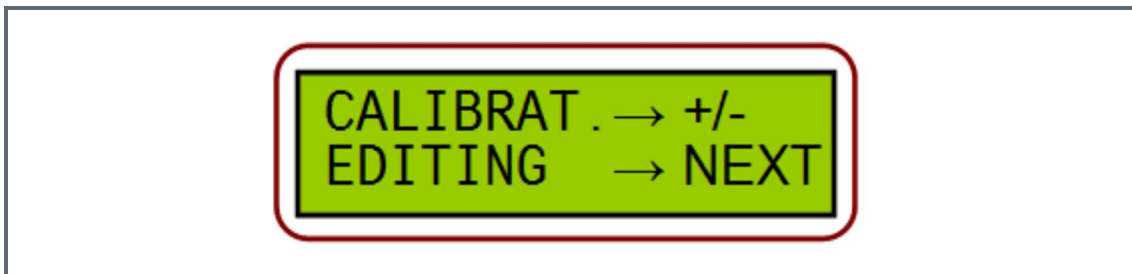 CALIBRAT.→ +/-
EDITING → NEXT